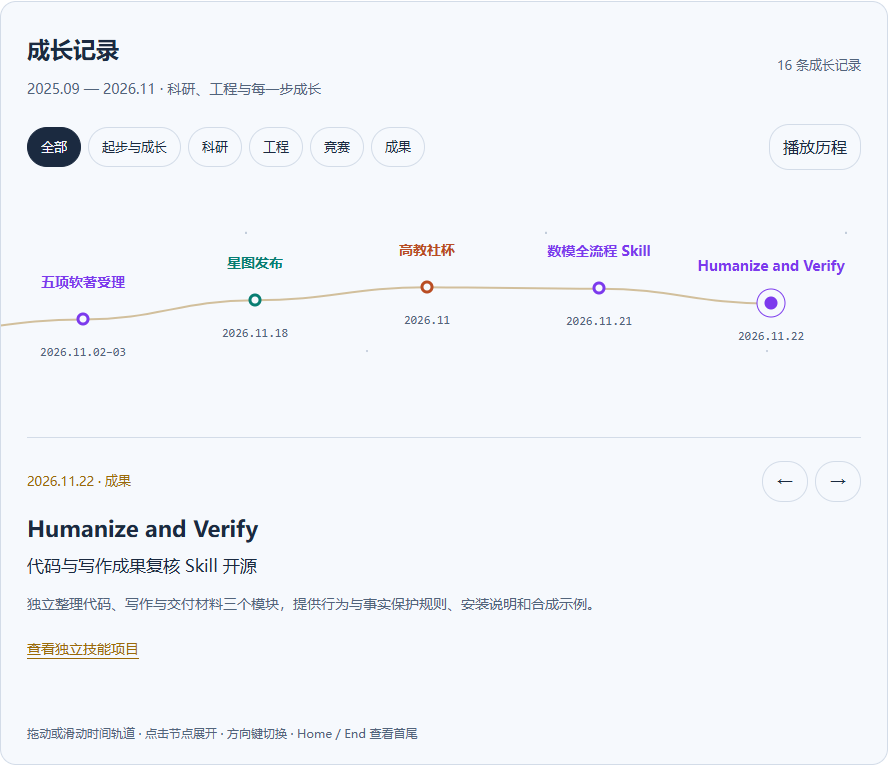 成长记录
16 条成长记录
2025.09 — 2026.11 · 科研、工程与每一步成长
全部
起步与成长
科研
工程
竞赛
成果
播放历程
五项软著受理
星图发布
高教社杯
数模全流程 Skill
Humanize and Verify
2026.11.02–03
2026.11.18
2026.11
2026.11.21
2026.11.22
2026.11.22 · 成果
←
→
Humanize and Verify
代码与写作成果复核 Skill 开源
独立整理代码、写作与交付材料三个模块，提供行为与事实保护规则、安装说明和合成示例。
查看独立技能项目
拖动或滑动时间轨道 · 点击节点展开 · 方向键切换 · Home / End 查看首尾